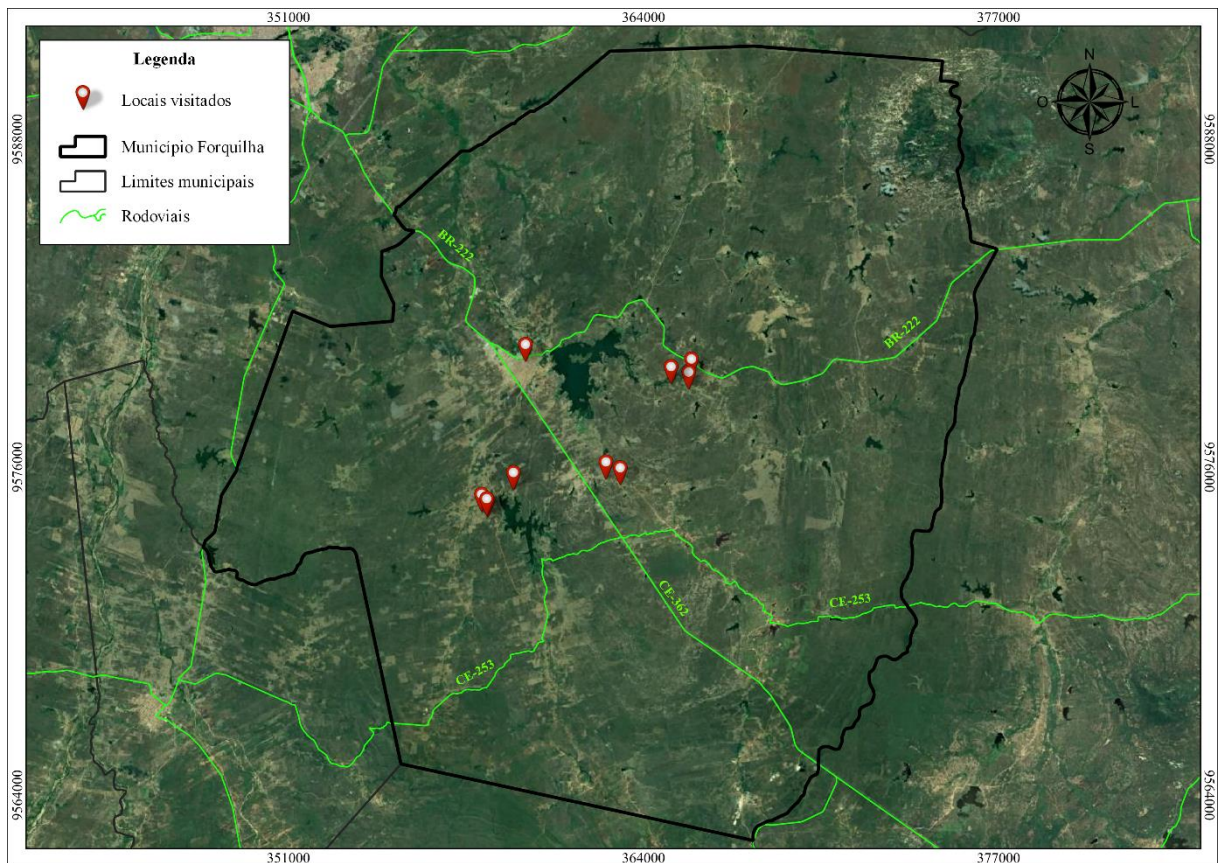 351000
364000
377000
Legenda
Locais visitados
Município Forquilha
Limites municipais
Rodoviais
N
O
L
S
9588000
9588000
BR-222
BR-222
9576000
9576000
CE-362
CE-253
CE-253
9564000
9564000
351000
364000
377000